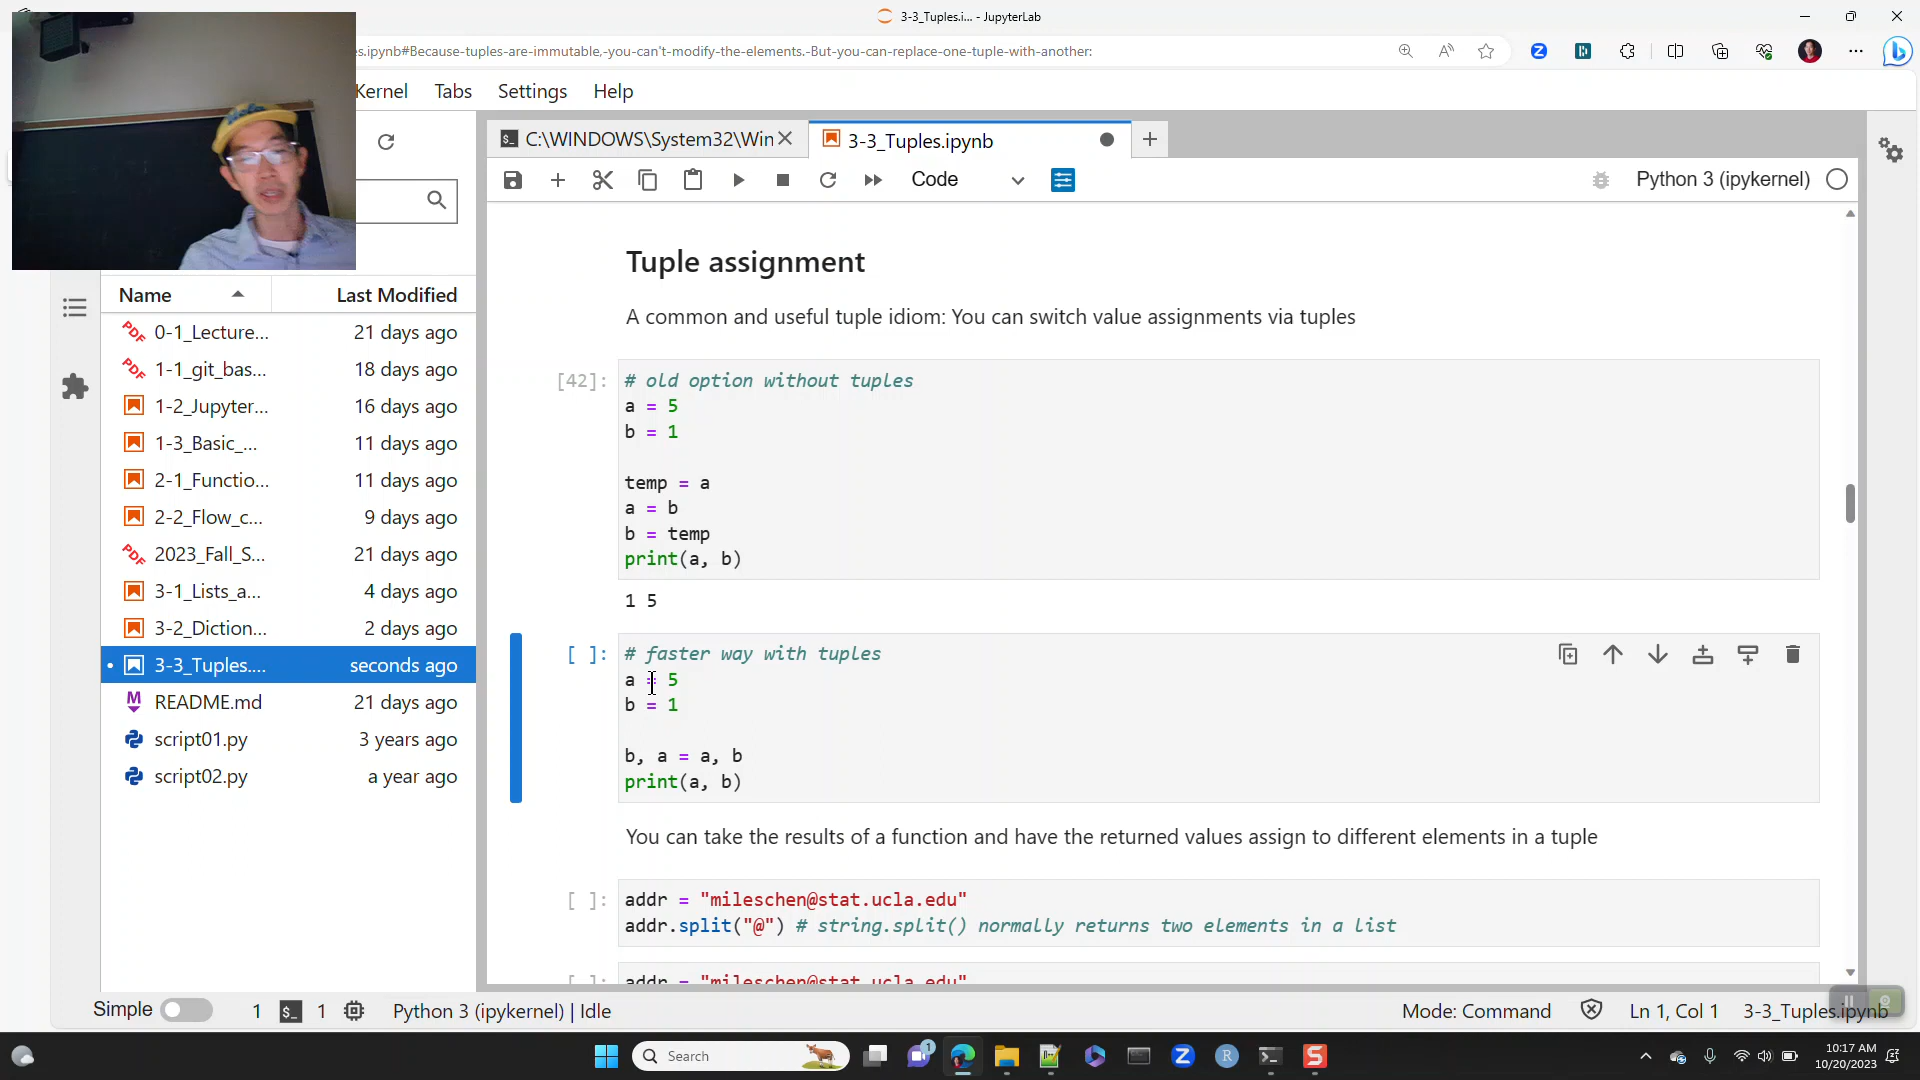 3-3_Tuples.i... - JupyterLab
es.ipynb#Because-tuples-are-immutable,-you-can't-modify-the-elements.-But-you-can-replace-one-tuple-with-another:
Kernel Tabs Settings Help
C:\WINDOWS\System32\Win
3-3_Tuples.ipynb
Code
Python 3 (ipykernel)
Name Last Modified
0-1_Lecture... 21 days ago
1-1_git_bas... 18 days ago
1-2_Jupyter... 16 days ago
1-3_Basic_... 11 days ago
2-1_Functio... 11 days ago
2-2_Flow_c... 9 days ago
2023_Fall_S... 21 days ago
3-1_Lists_a... 4 days ago
3-2_Diction... 2 days ago
3-3_Tuples.... seconds ago
README.md 21 days ago
script01.py 3 years ago
script02.py a year ago
Tuple assignment
A common and useful tuple idiom: You can switch value assignments via tuples
[42]: # old option without tuples
a = 5
b = 1
temp = a
a = b
b = temp
print(a, b)
1 5
[ ]: # faster way with tuples
a = 5
b = 1
b, a = a, b
print(a, b)
You can take the results of a function and have the returned values assign to different elements in a tuple
[ ]: addr = "mileschen@stat.ucla.edu"
addr.split("@") # string.split() normally returns two elements in a list
[ ]: addr = "mileschen@stat.ucla.edu"
Simple 1 1 Python 3 (ipykernel) | Idle
Mode: Command Ln 1, Col 1 3-3_Tuples.ipynb
Search
1
10:17 AM
10/20/2023